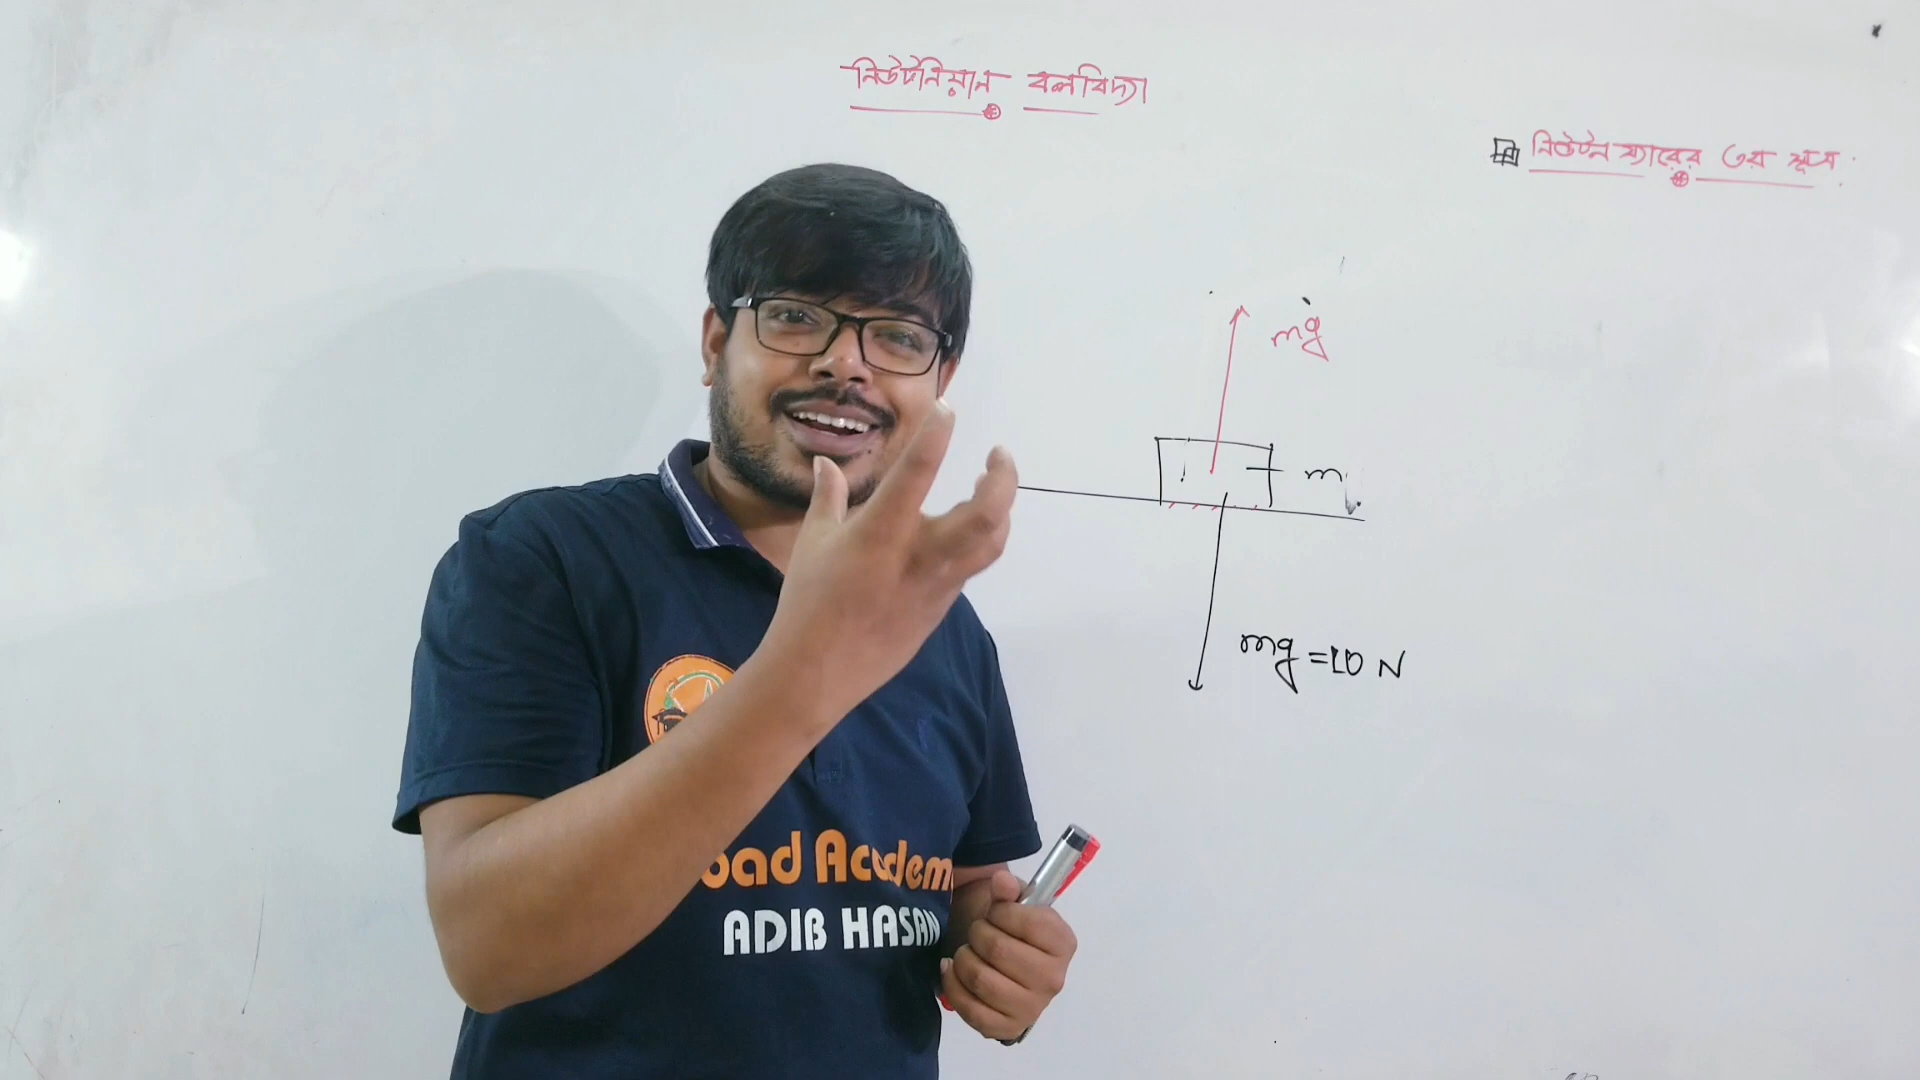 নিউটনিয়ান বলবিদ্যা
নিউটন স্যারের ৩য় সূত্র:
mg
m
mg = 10 N
oad Academ
ADIB HASAN